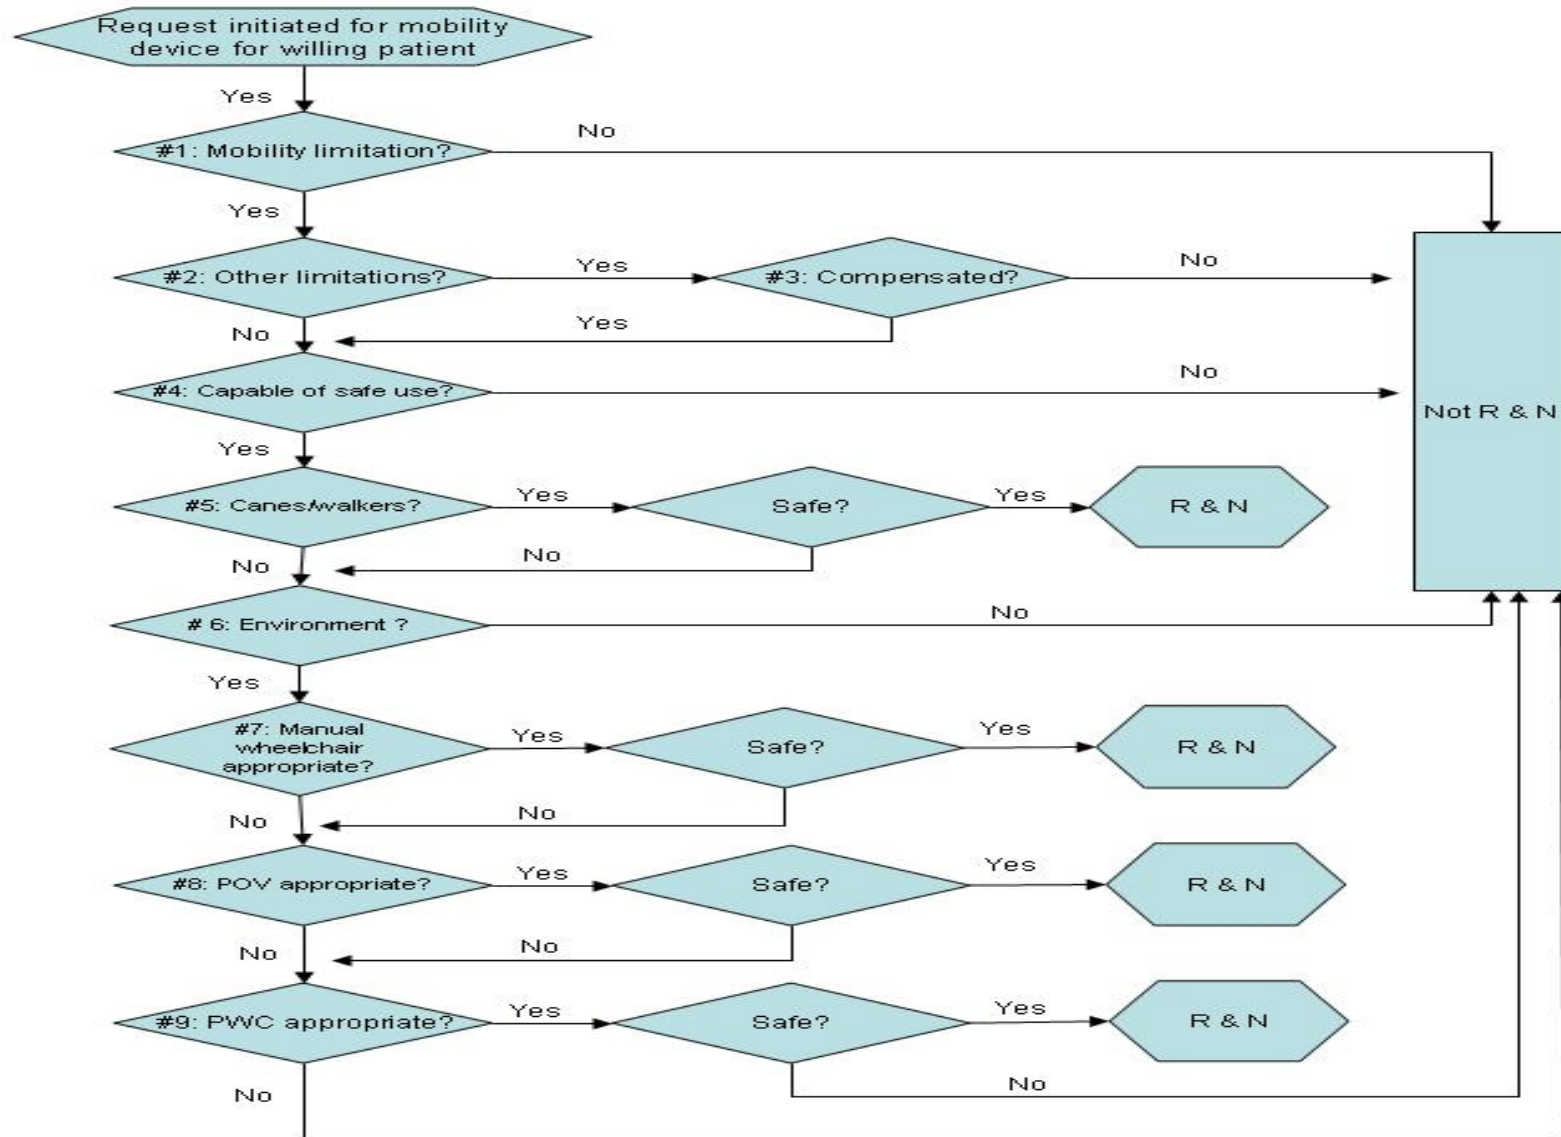 Request initiated for mobility
device for willing patient
Yes
No
#1: Mobility limitation?
Yes
#2: Other limitations?
Yes
#3: Compensated?
No
Yes
No
#4: Capable of safe use?
No
Not R & N
Yes
#5: Canes/walkers?
Yes
Safe?
Yes
R & N
No
No
# 6: Environment ?
No
Yes
#7: Manual
wheelchair
appropriate?
Yes
Safe?
Yes
R & N
No
No
#8: POV appropriate?
Yes
Safe?
Yes
R & N
No
No
#9: PWC appropriate?
Yes
Safe?
Yes
R & N
No
No